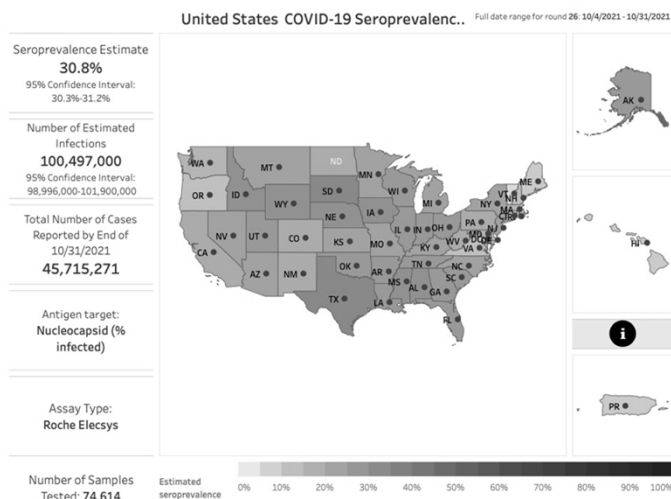 United States COVID-19 Seroprevalenc..
Full date range for round 26: 10/4/2021 - 10/31/2021
Seroprevalence Estimate
30.8%
95% Confidence Interval:
30.3%-31.2%
Number of Estimated
Infections
100,497,000
95% Confidence Interval:
98,996,000-101,900,000
Total Number of Cases
Reported by End of
10/31/2021
45,715,271
Antigen target:
Nucleocapsid (%
infected)
Assay Type:
Roche Elecsys
Number of Samples
Tested: 74,614
WA
MT
ND
MN
ME
OR
ID
SD
WI
VT
NH
WY
MI
NY
MA
IA
NE
CT
NV
UT
IL
IN
OH
PA
NJ
CO
KS
MO
WV
MD
DC
DE
CA
KY
VA
AZ
NM
OK
AR
TN
NC
SC
MS
AL
GA
TX
LA
FL
AK
HI
i
PR
Estimated
seroprevalence
0% 10% 20% 30% 40% 50% 60% 70% 80% 90% 100%